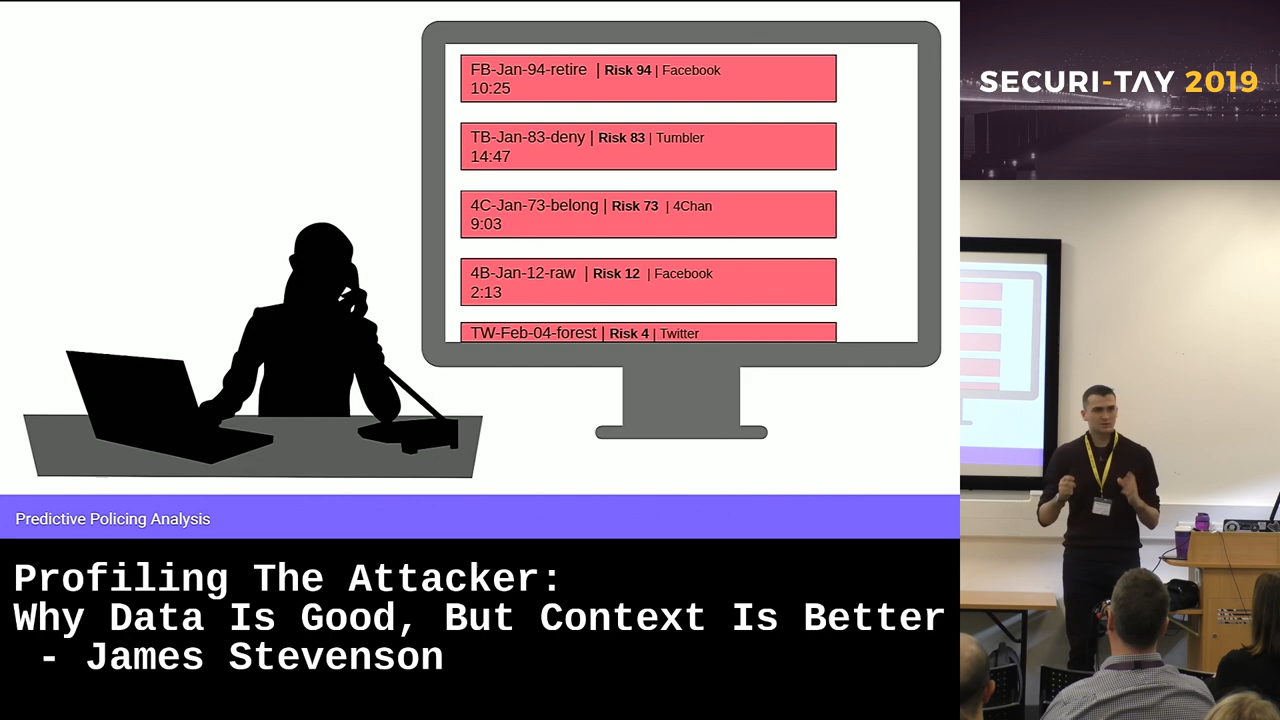 FB-Jan-94-retire | Risk 94 | Facebook
10:25
TB-Jan-83-deny | Risk 83 | Tumbler
14:47
4C-Jan-73-belong | Risk 73 | 4Chan
9:03
4B-Jan-12-raw | Risk 12 | Facebook
2:13
TW-Feb-04-forest | Risk 4 | Twitter
Predictive Policing Analysis
Profiling The Attacker:
Why Data Is Good, But Context Is Better
- James Stevenson
SECURI-TAY 2019